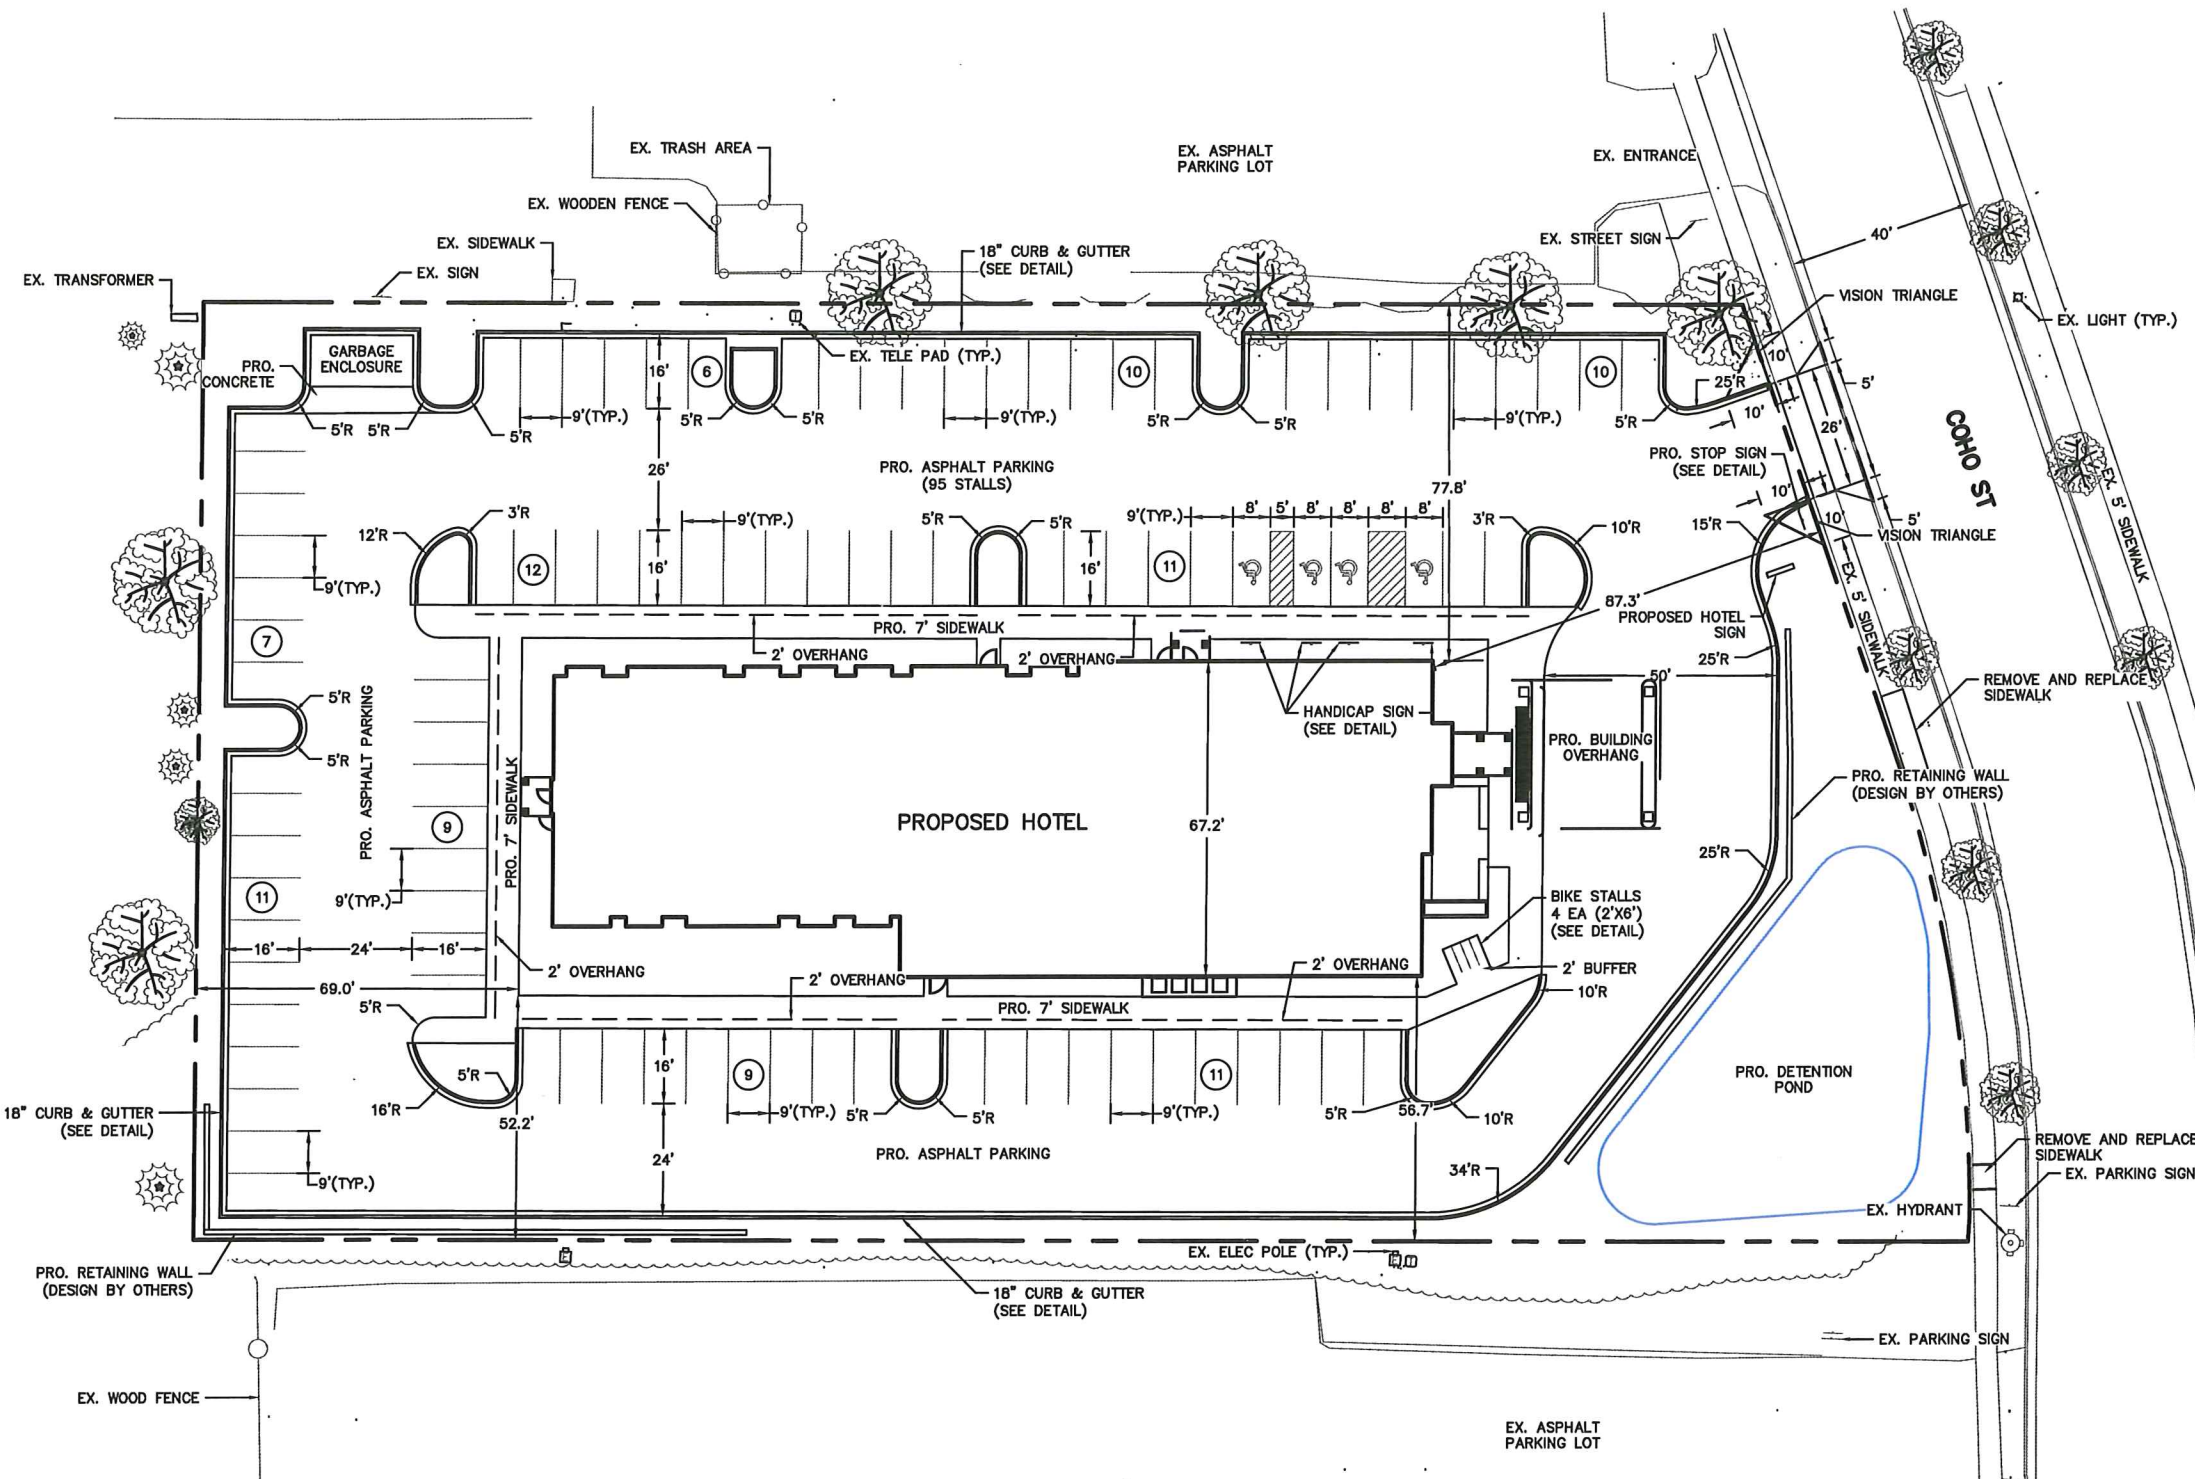 EX. TRASH AREA
EX. ASPHALT
PARKING LOT
EX. ENTRANCE
EX. WOODEN FENCE
40'
EX. SIDEWALK
18" CURB & GUTTER
(SEE DETAIL)
EX. STREET SIGN
EX. SIGN
EX. TRANSFORMER
VISION TRIANGLE
EX. LIGHT (TYP.)
GARBAGE
ENCLOSURE
PRO.
CONCRETE
EX. TELE PAD (TYP.)
16'
6
10
10
10'
25'R
5'
5'R
5'R
5'R
9'(TYP.)
5'R
5'R
9'(TYP.)
5'R
5'R
9'(TYP.)
5'R
10'
26'
COHO ST
PRO. STOP SIGN
(SEE DETAIL)
26'
PRO. ASPHALT PARKING
(95 STALLS)
77.8'
10'
10'
5'
EX. 5' SIDEWALK
12'R
3'R
9'(TYP.)
5'R
5'R
9'(TYP.)
8'
5'
8'
8'
8'
8'
3'R
10'R
15'R
VISION TRIANGLE
12
16'
16'
11
9'(TYP.)
EX. 5' SIDEWALK
87.3'
PROPOSED HOTEL
SIGN
7
PRO. 7' SIDEWALK
2' OVERHANG
2' OVERHANG
25'R
50'
REMOVE AND REPLACE
SIDEWALK
5'R
5'R
PRO. ASPHALT PARKING
HANDICAP SIGN
(SEE DETAIL)
PRO. BUILDING
OVERHANG
PRO. 7' SIDEWALK
PRO. RETAINING WALL
(DESIGN BY OTHERS)
9
PROPOSED HOTEL
67.2'
25'R
11
9'(TYP.)
BIKE STALLS
4 EA (2'X6')
(SEE DETAIL)
16'
24'
16'
2' OVERHANG
2' OVERHANG
2' OVERHANG
2' BUFFER
69.0'
10'R
5'R
PRO. 7' SIDEWALK
16'
9
11
5'R
16'R
52.2'
9'(TYP.)
5'R
5'R
9'(TYP.)
5'R
56.7'
10'R
PRO. DETENTION
POND
18" CURB & GUTTER
(SEE DETAIL)
24'
PRO. ASPHALT PARKING
34'R
REMOVE AND REPLACE
SIDEWALK
EX. PARKING SIGN
9'(TYP.)
EX. HYDRANT
EX. ELEC POLE (TYP.)
PRO. RETAINING WALL
(DESIGN BY OTHERS)
18" CURB & GUTTER
(SEE DETAIL)
EX. PARKING SIGN
EX. WOOD FENCE
EX. ASPHALT
PARKING LOT